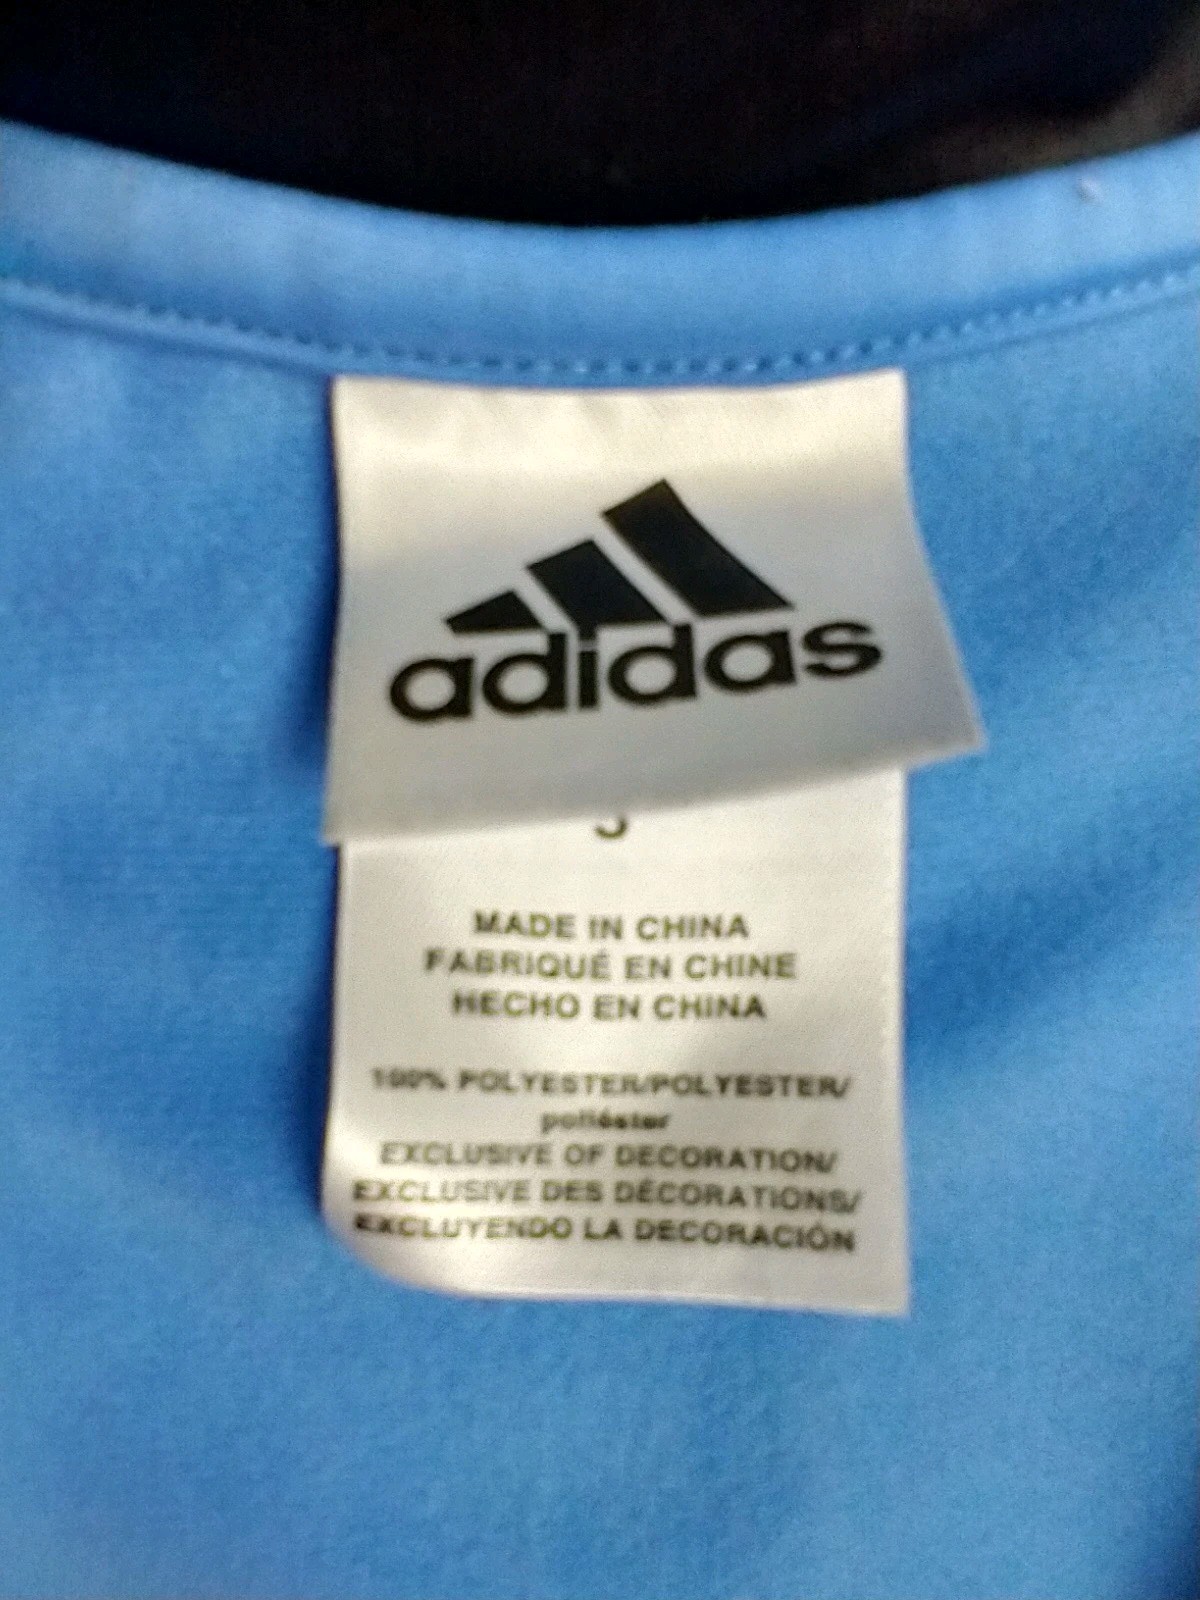 adidas
MADE IN CHINA
FABRIQUÉ EN CHINE
HECHO EN CHINA
100% POLYESTER/POLYESTER/
poliéster
EXCLUSIVE OF DECORATION/
EXCLUSIVE DES DÉCORATIONS/
EXCLUYENDO LA DECORACIÓN